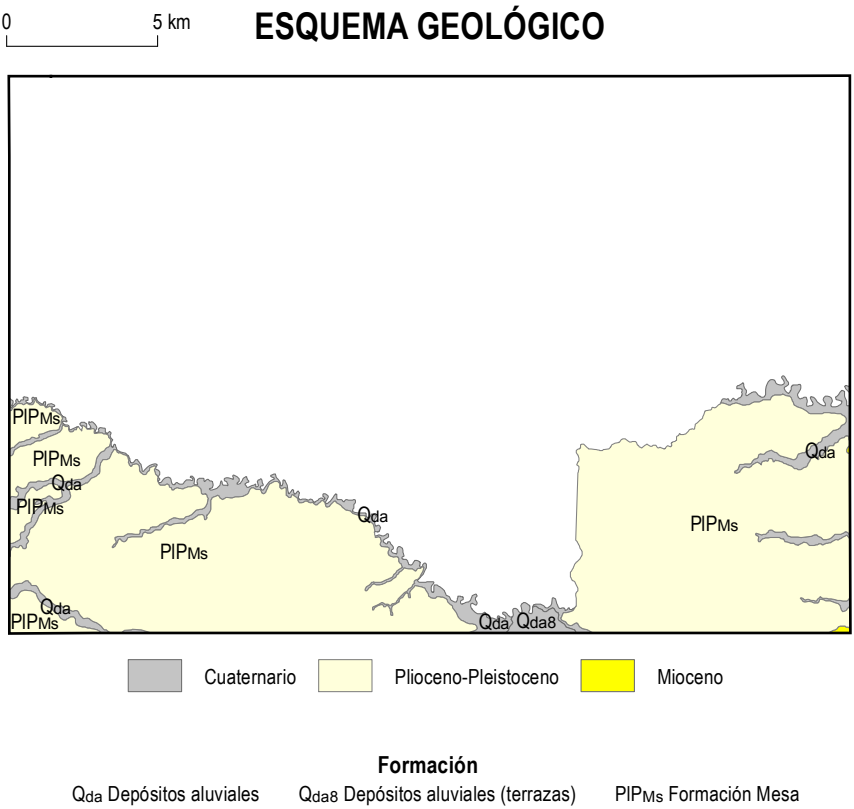 0 5 km ESQUEMA GEOLÓGICO
PlPMs
PlPMs
Qda
Qda
PlPMs
Qda
PlPMs
PlPMs
Qda
PlPMs
Qda Qda8
Cuaternario Plioceno-Pleistoceno Mioceno
Formación
Qda Depósitos aluviales Qda8 Depósitos aluviales (terrazas) PlPMs Formación Mesa